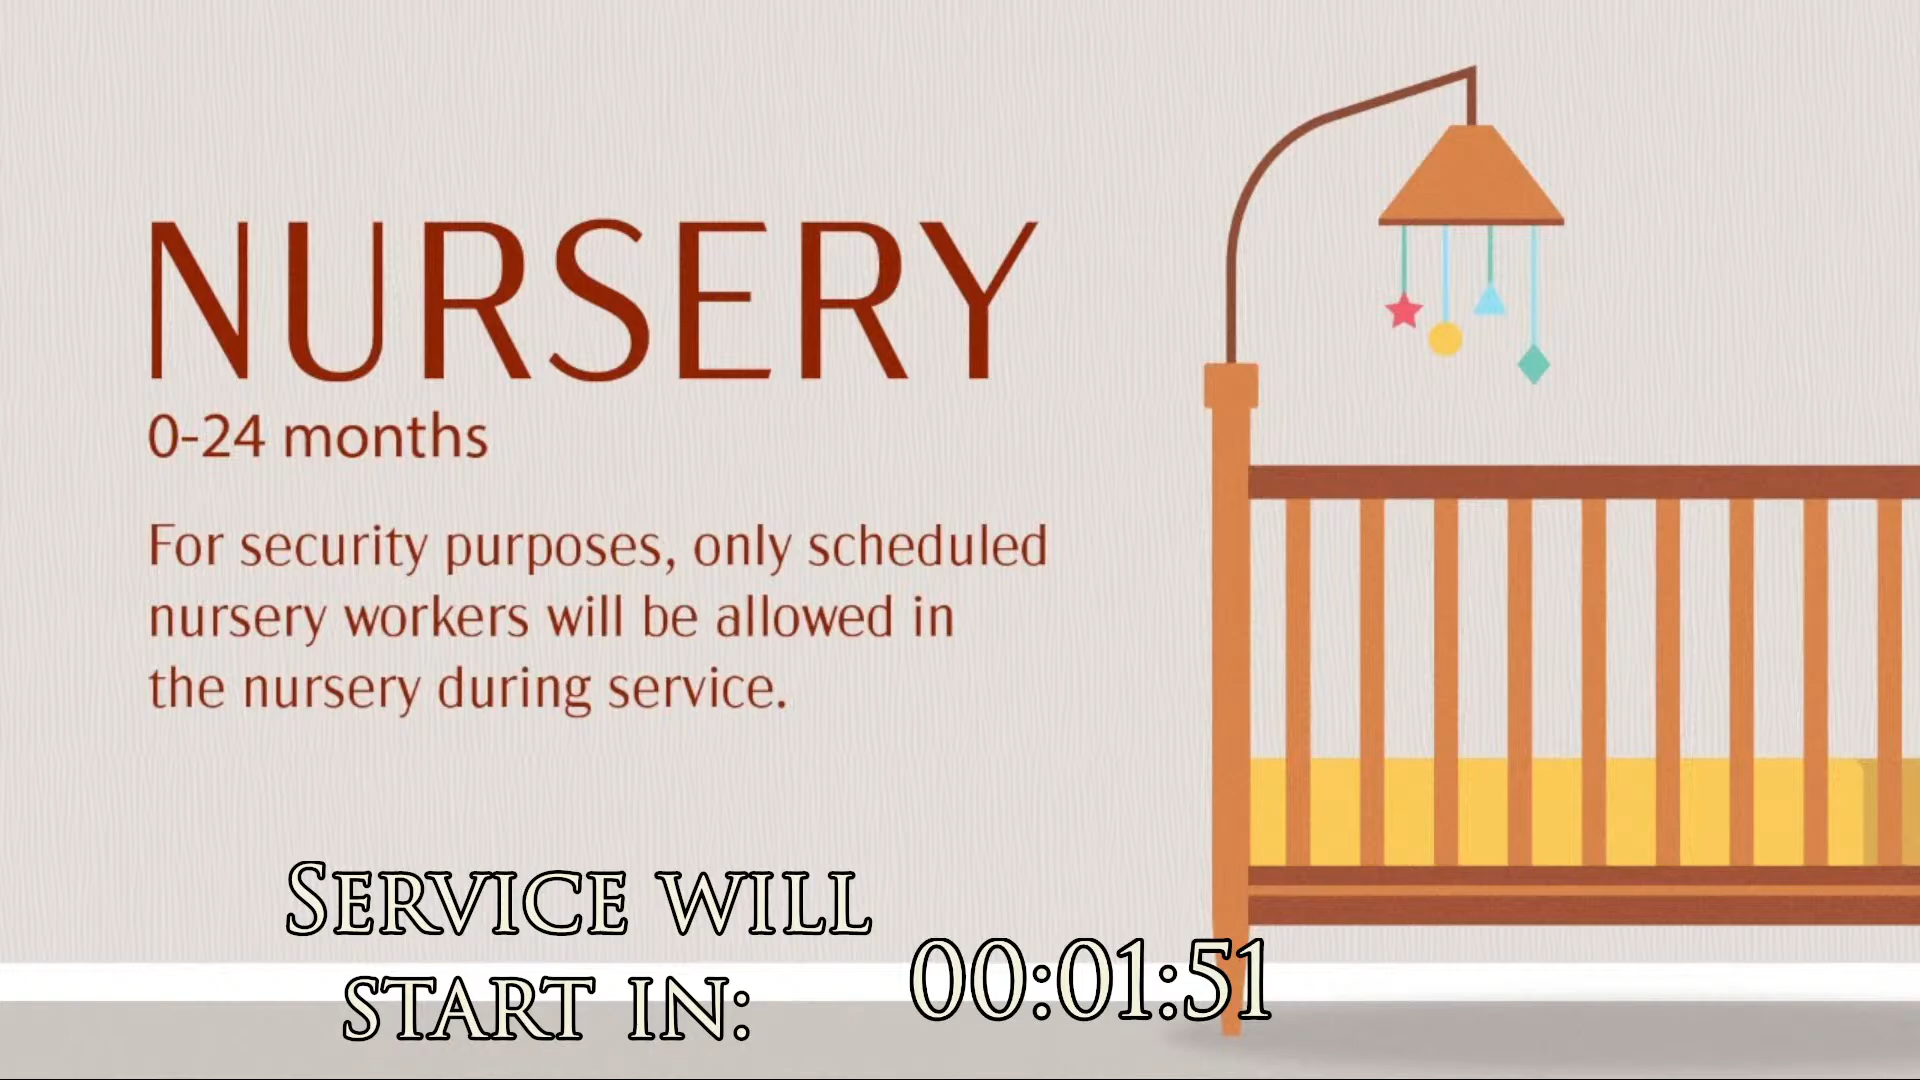 NURSERY
0-24 months
For security purposes, only scheduled
nursery workers will be allowed in
the nursery during service.
SERVICE WILL
START IN:
00:01:51